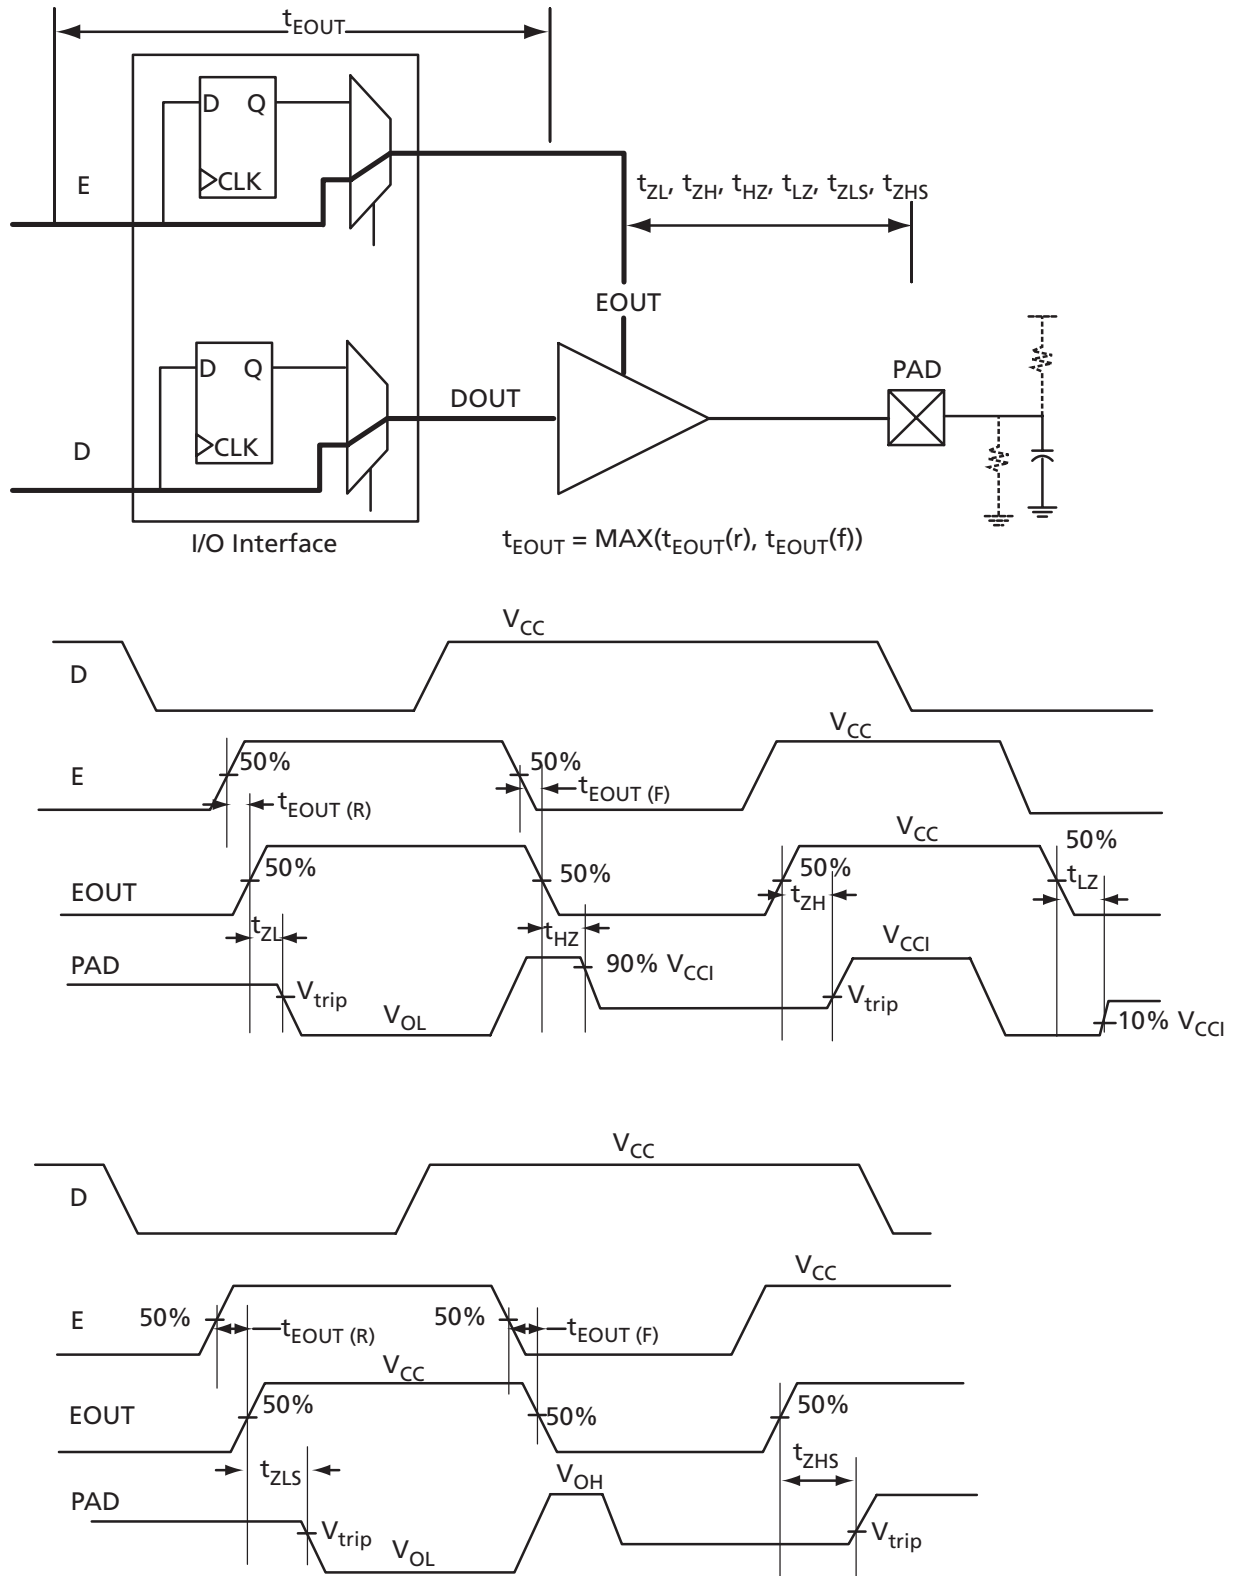 tEOUT
D Q
CLK
E
tZL, tZH, tHZ, tLZ, tZLS, tZHS
EOUT
D Q
CLK
DOUT
PAD
D
I/O Interface
tEOUT = MAX(tEOUT(r), tEOUT(f))
VCC
D
VCC
50%
50%
E
tEOUT (R)
tEOUT (F)
VCC
50%
50%
50%
50%
EOUT
tZL
tHZ
tZH
tLZ
PAD
VCCI
90% VCCI
Vtrip
Vtrip
VOL
10% VCCI
VCC
D
VCC
E
50%
tEOUT (R)
50%
tEOUT (F)
VCC
EOUT
50%
50%
50%
tZLS
tZHS
VOH
PAD
Vtrip
Vtrip
VOL